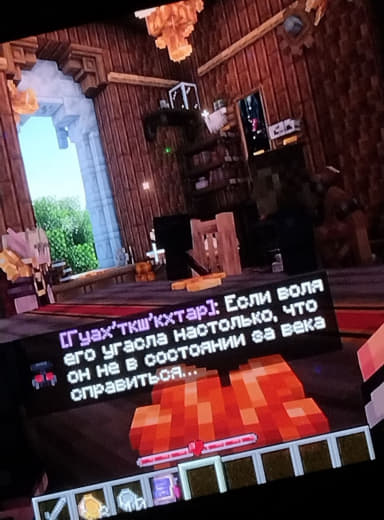 [Гуах'ткш'кхтар]: Если воля
его угасла настолько, что
он не в состоянии за века
справиться...